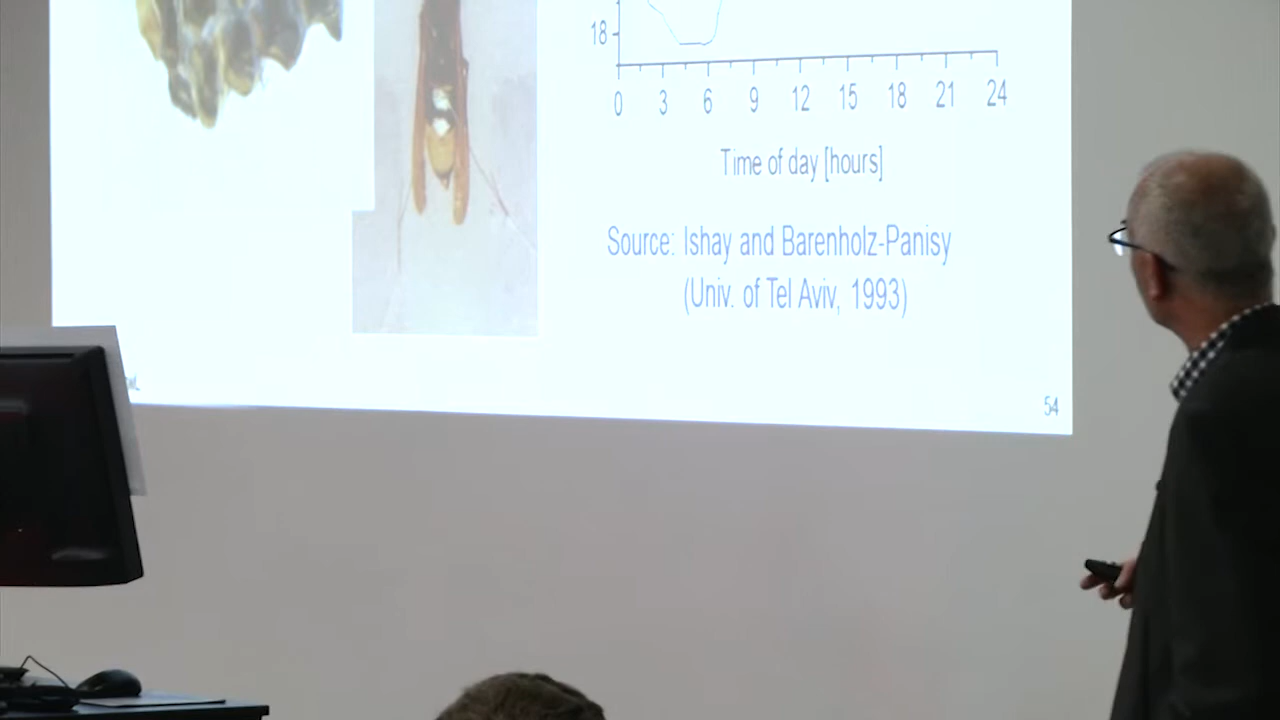 18
0 3 6 9 12 15 18 21 24
Time of day [hours]
Source: Ishay and Barenholz-Panisy
(Univ. of Tel Aviv, 1993)
54